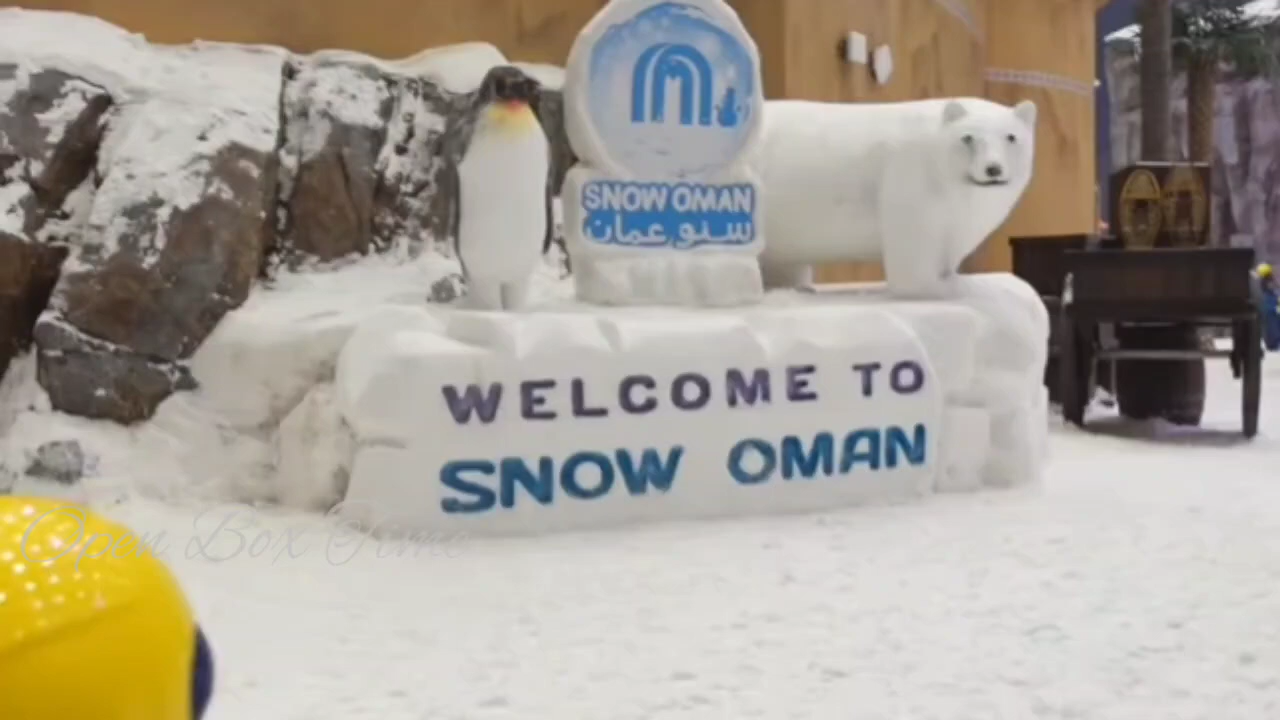 SNOW OMAN
سنو عمان
WELCOME TO
SNOW OMAN
Open Box Time